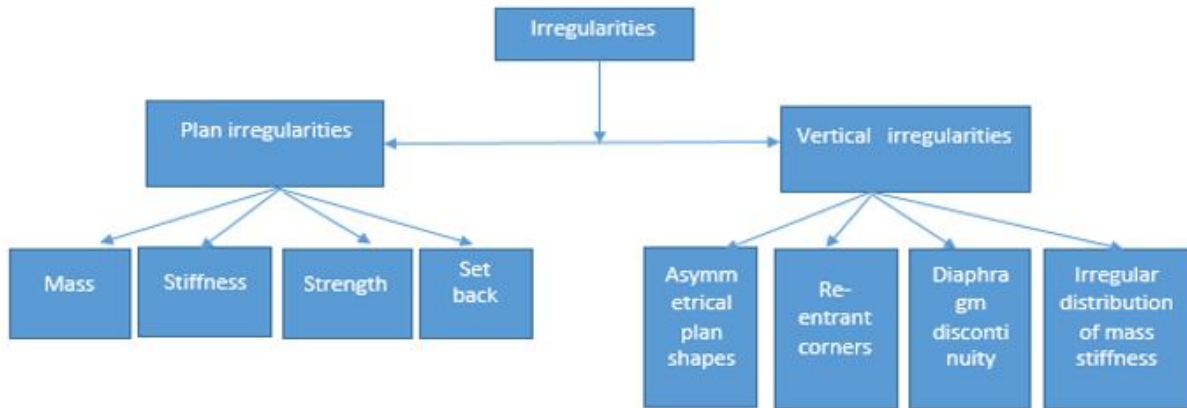 Irregularities
Plan irregularities
Vertical irregularities
Mass
Stiffness
Strength
Set
back
Asymm
etrical
plan
shapes
Re-
entrant
corners
Diaphra
gm
disconti
nuity
Irregular
distribution
of mass
stiffness